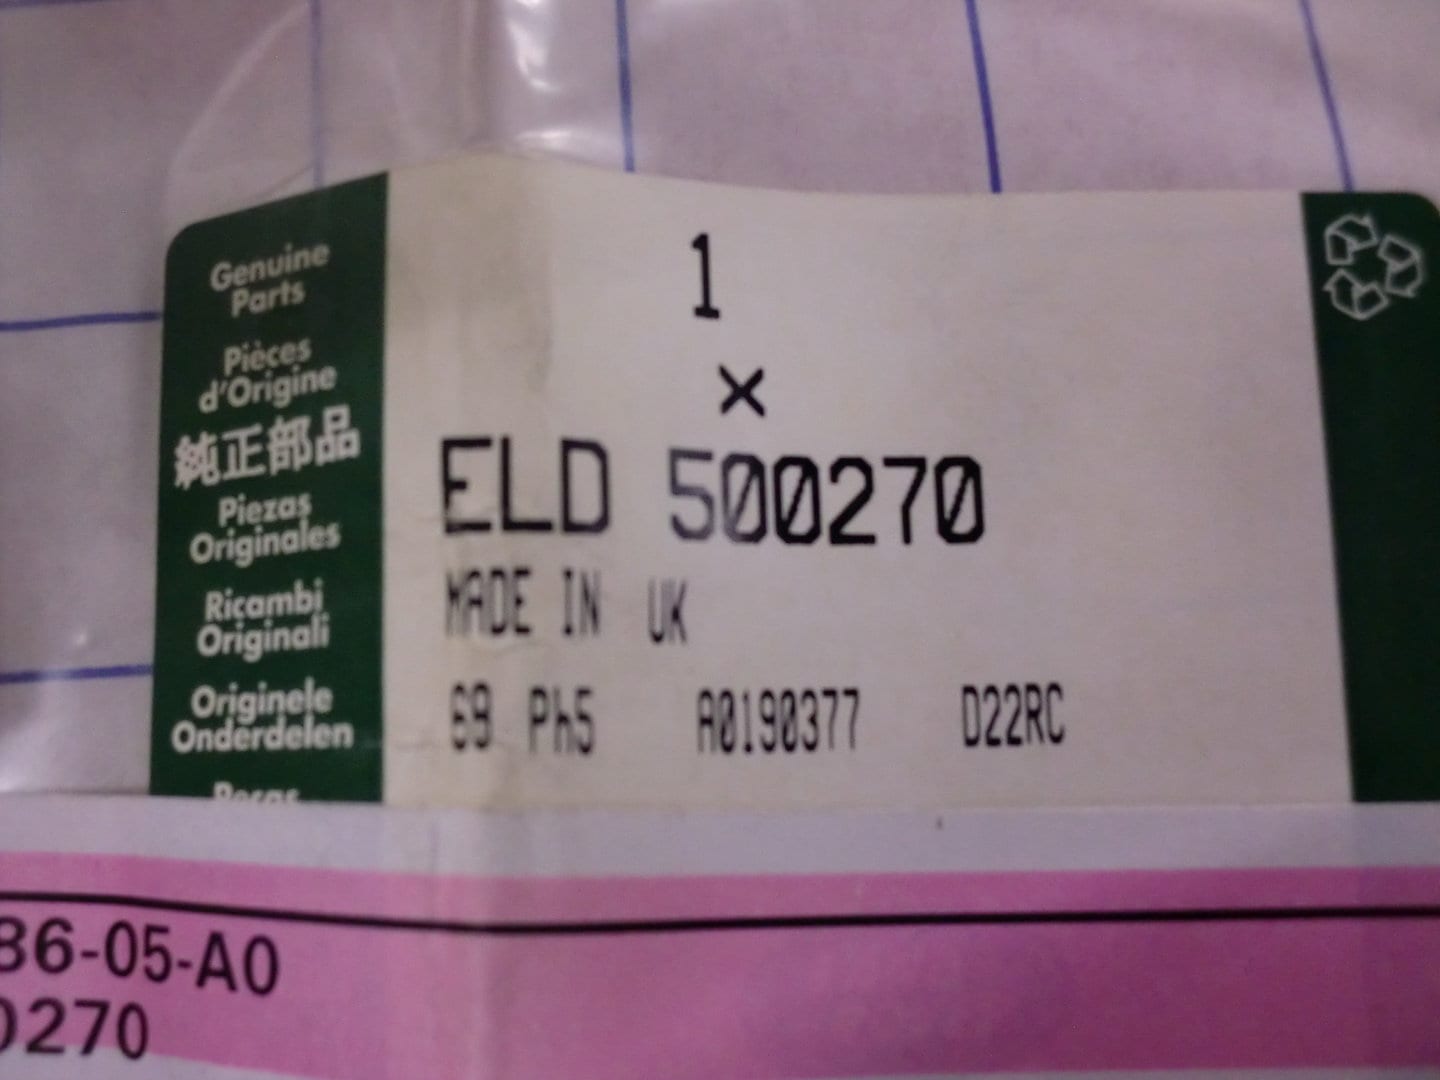 Genuine
Parts
Pièces
d'Origine
純正部品
Piezas
Originales
Ricambi
Originali
Originele
Onderdelen
1
×
ELD 500270
MADE IN UK
69 Ph5 A0190377 D22RC
86-05-A0
0270